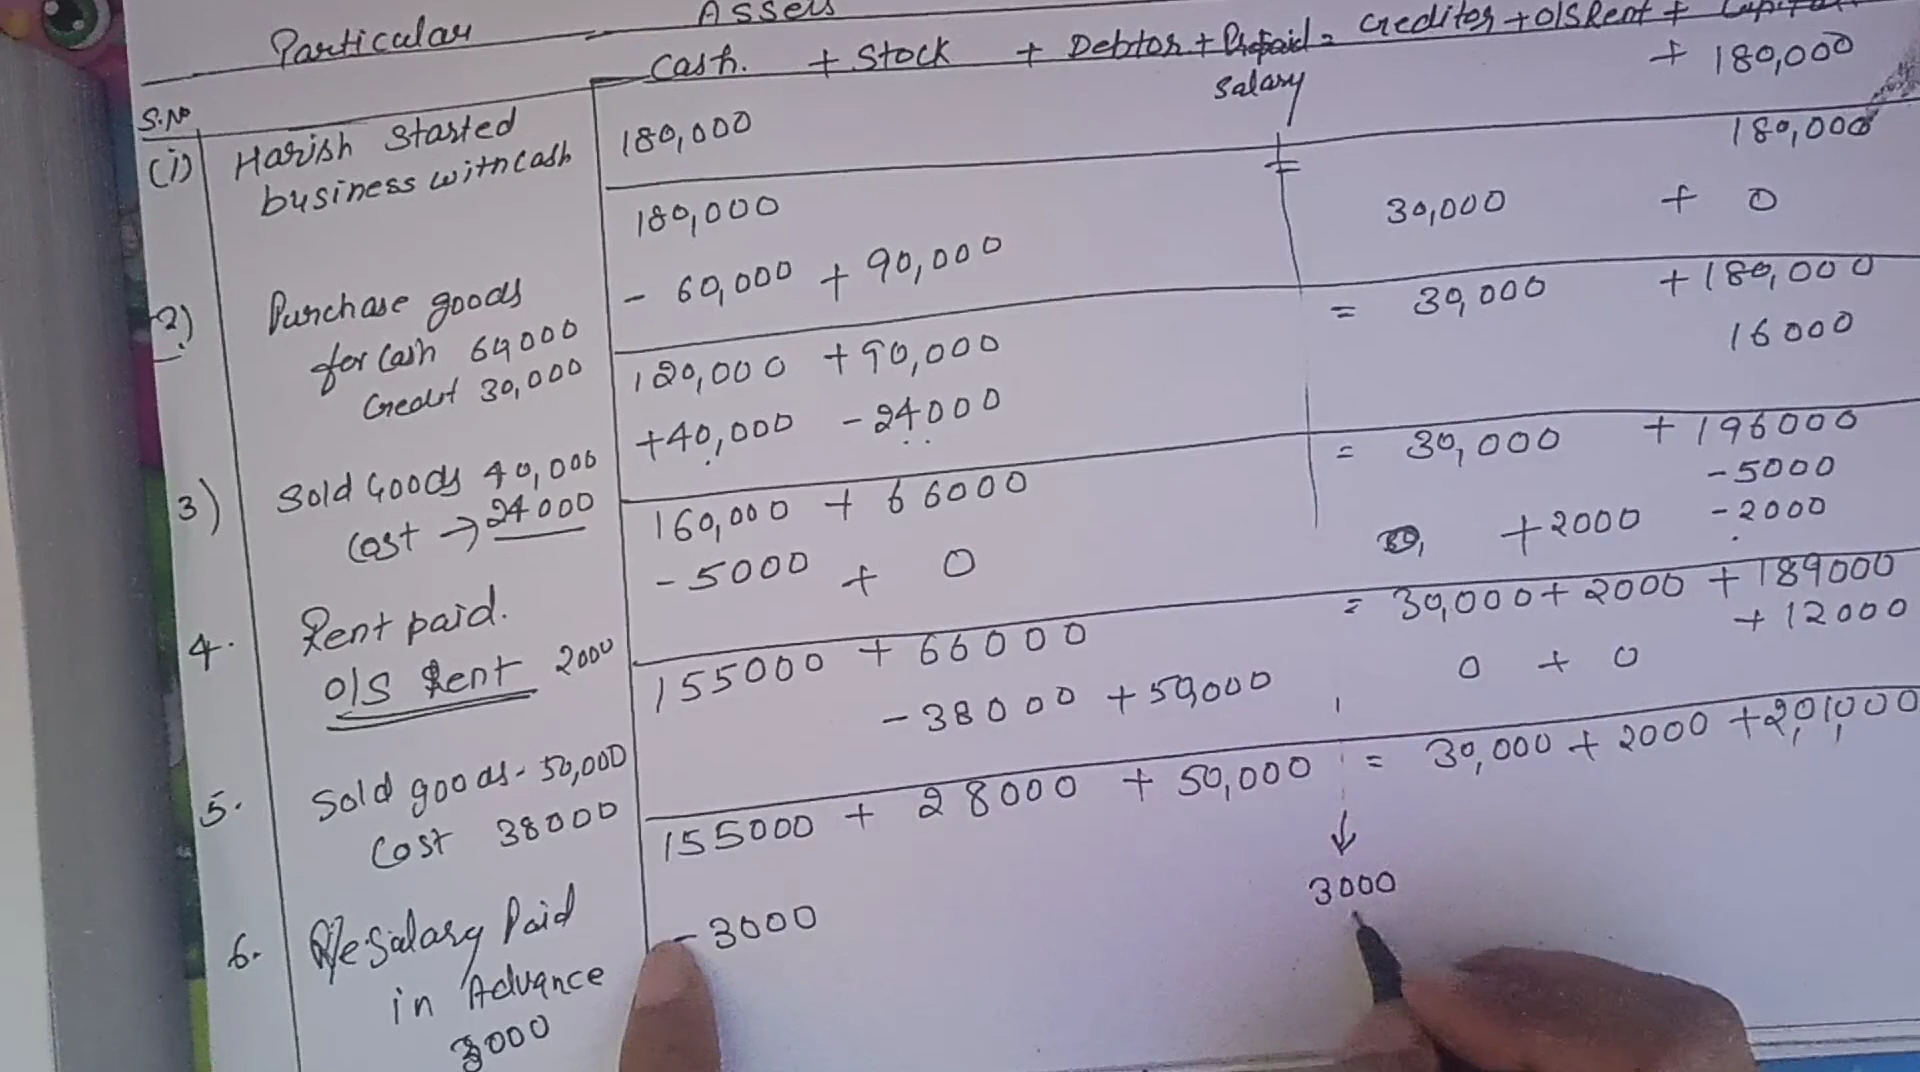 Particular Assets
Cash. + Stock + Debtor + Prepaid = Creditor + O/S Rent + Capital
Salary
S.No
(i) Harish Started 180,000 + 180,000
business with cash
180,000 = 180,000
2) Purchase goods - 60,000 + 90,000 30,000 + 0
for Cash 60000
Credit 30,000
120,000 + 90,000 = 30,000 + 180,000
3) Sold Goods 40,000 +40,000 - 24000 16000
Cost → 24000
160,000 + 66000 = 30,000 + 196000
4. Rent paid. - 5000 + 0 - 5000
O/S Rent 2000 + 2000 - 2000
155000 + 66000 = 30,000 + 2000 + 189000
5. Sold goods - 50,000 - 38000 + 50,000 0 + 0 + 12000
Cost 38000
155000 + 28000 + 50,000 = 30,000 + 2000 + 201000
6. Salary Paid - 3000 ↓ 3000
in Advance
3000